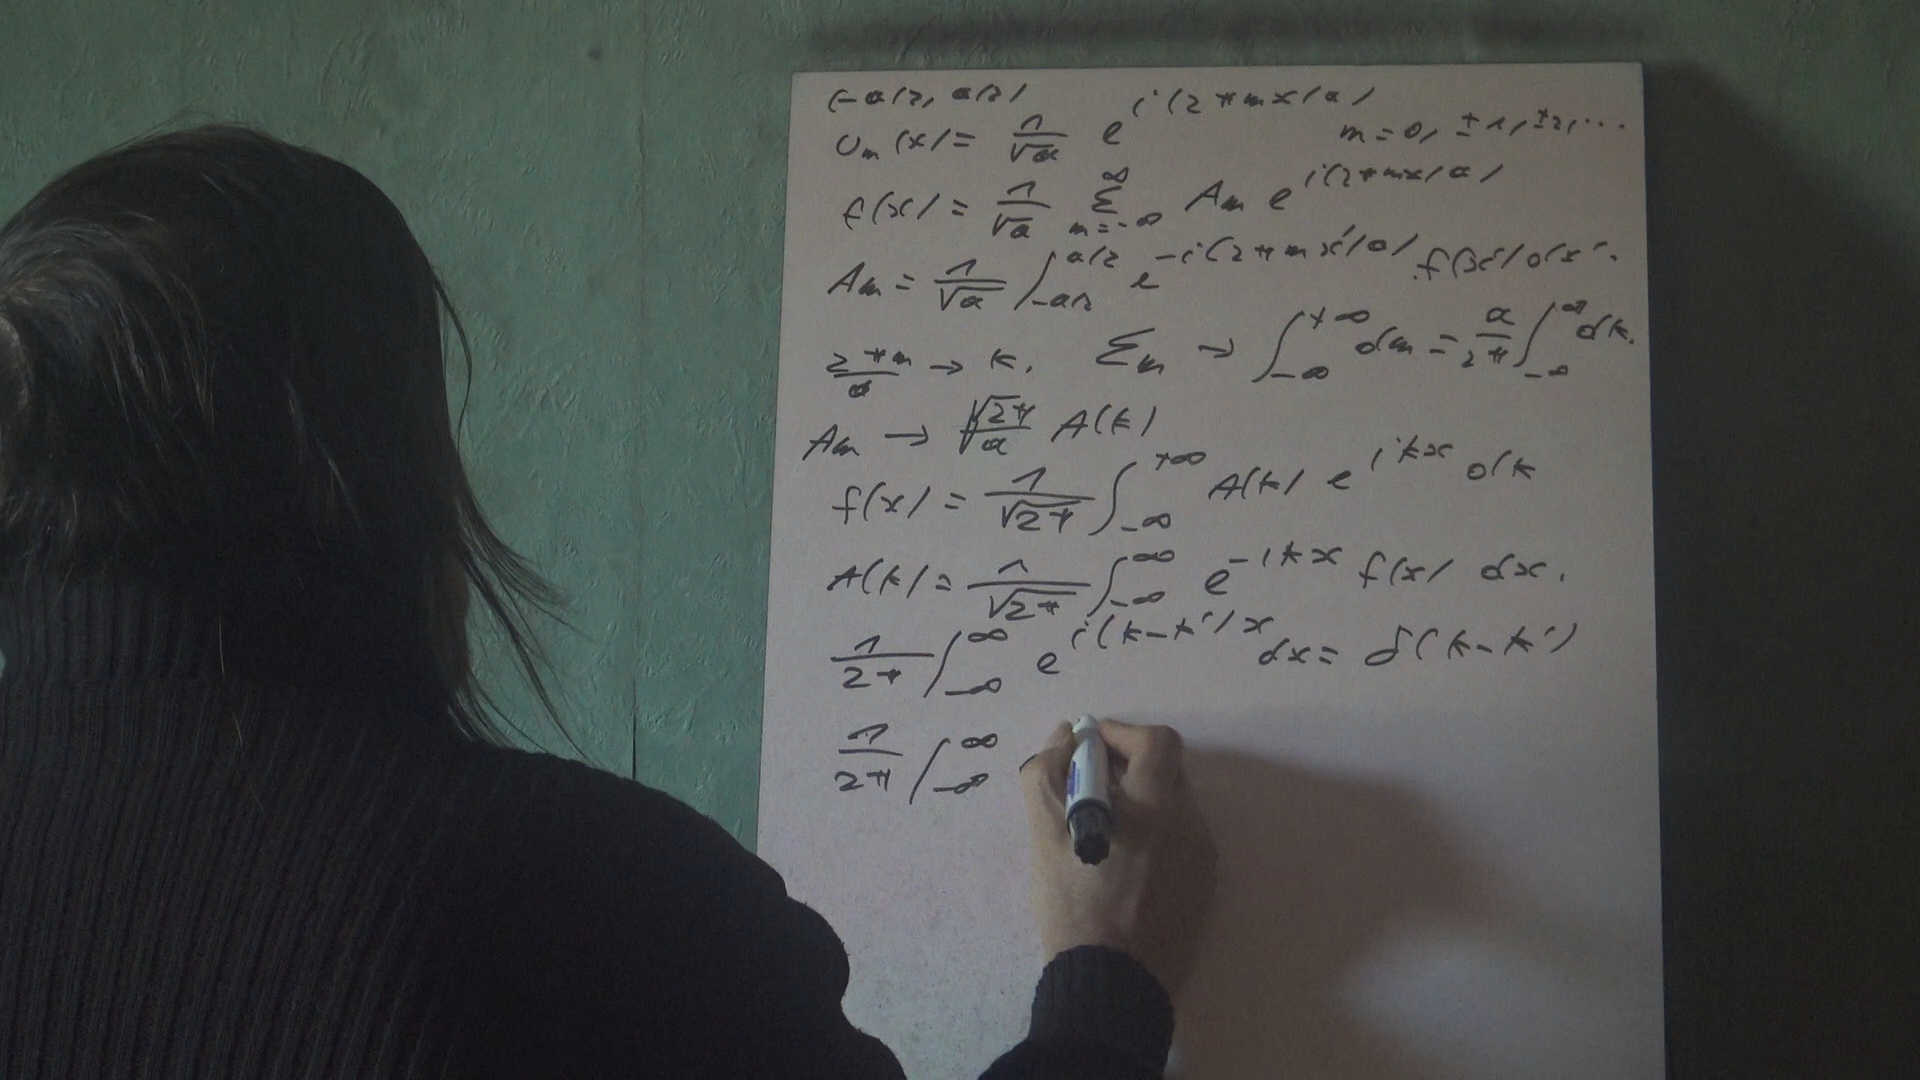 (-a/2, a/2)
U_m(x) = 1/√a e^{i(2πmx/a)} m = 0, ±1, ±2, ...
f(x) = 1/√a Σ_{m=-∞}^{∞} A_m e^{i(2πmx/a)}
A_m = 1/√a ∫_{-a/2}^{a/2} e^{-i(2πmx'/a)} f(x')dx'.
2πm/a → k. Σ_m → ∫_{-∞}^{+∞} dm = a/2π ∫_{-∞}^{∞} dk.
A_m → √2π/a A(k)
f(x) = 1/√2π ∫_{-∞}^{+∞} A(k) e^{ikx} dk
A(k) = 1/√2π ∫_{-∞}^{∞} e^{-ikx} f(x) dx.
1/2π ∫_{-∞}^{∞} e^{i(k-k')x} dx = δ(k-k')
1/2π ∫_{-∞}^{∞}